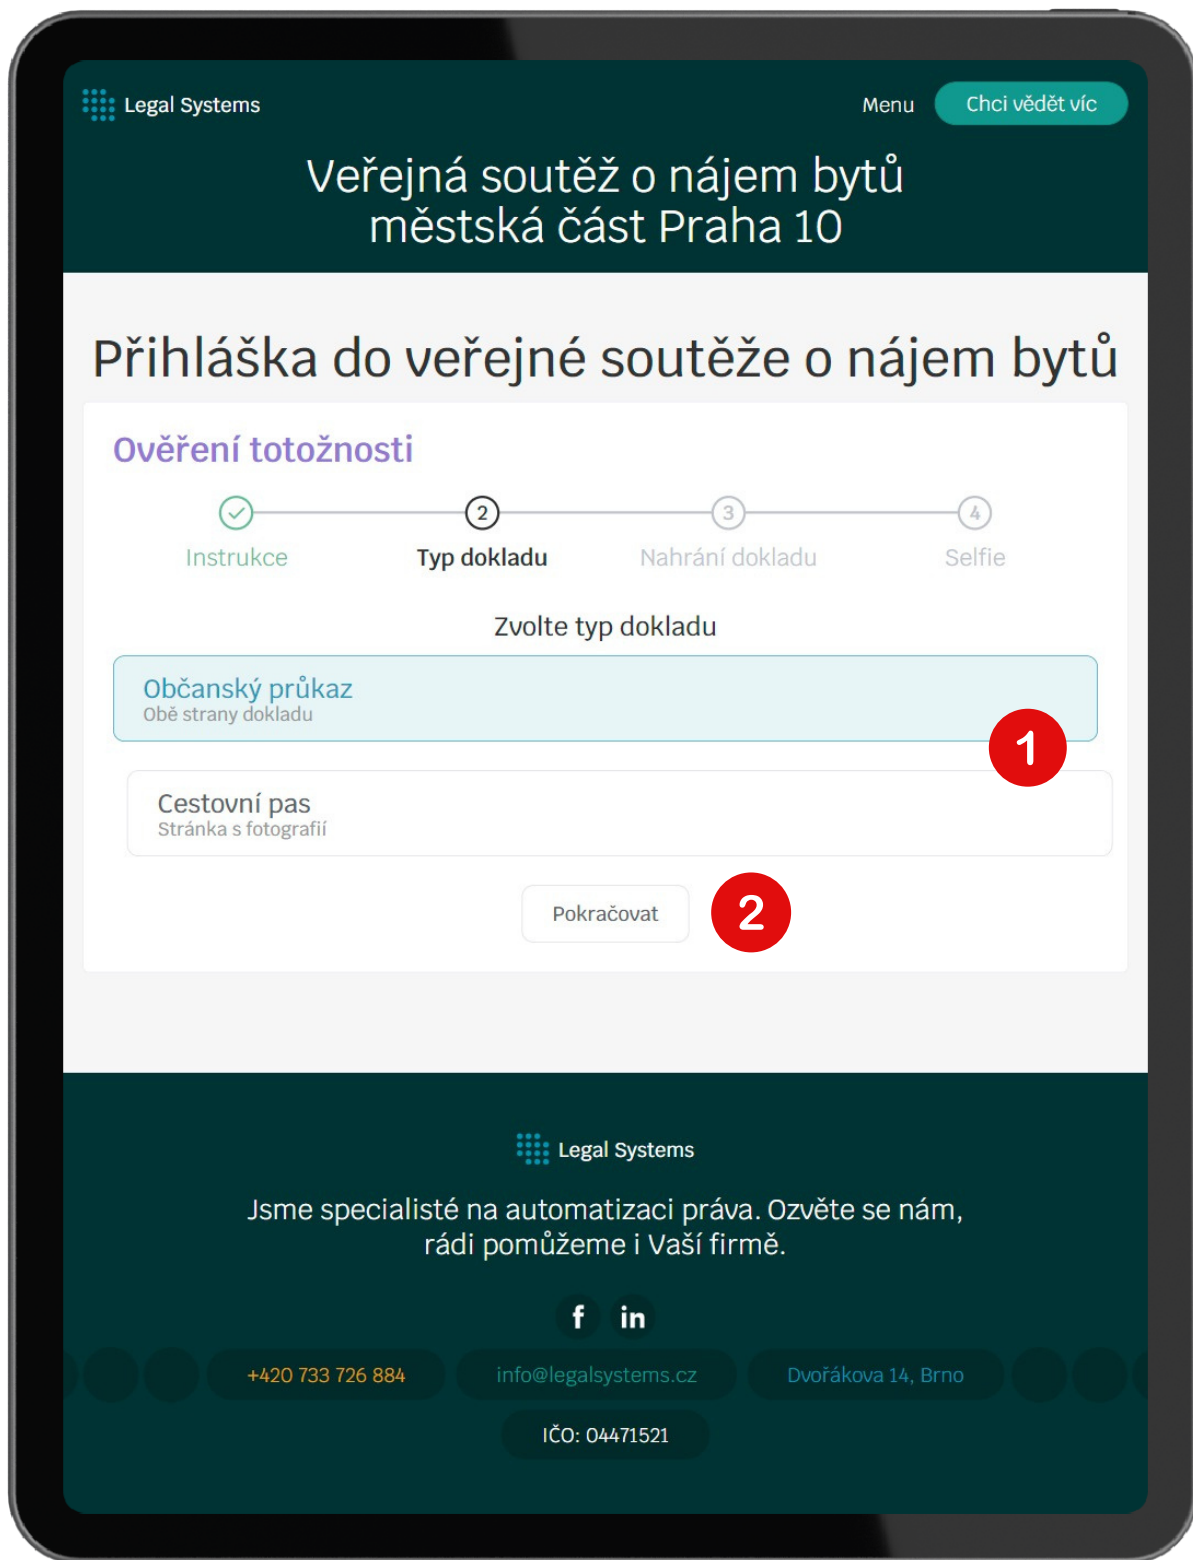 Legal Systems
Menu
Chci vědět víc
Veřejná soutěž o nájem bytů
městská část Praha 10
Přihláška do veřejné soutěže o nájem bytů
Ověření totožnosti
2
3
4
Instrukce
Typ dokladu
Nahrání dokladu
Selfie
Zvolte typ dokladu
Občanský průkaz
Obě strany dokladu
1
Cestovní pas
Stránka s fotografií
Pokračovat
2
Legal Systems
Jsme specialisté na automatizaci práva. Ozvěte se nám,
rádi pomůžeme i Vaší firmě.
f in
+420 733 726 884
info@legalsystems.cz
Dvořákova 14, Brno
IČO: 04471521